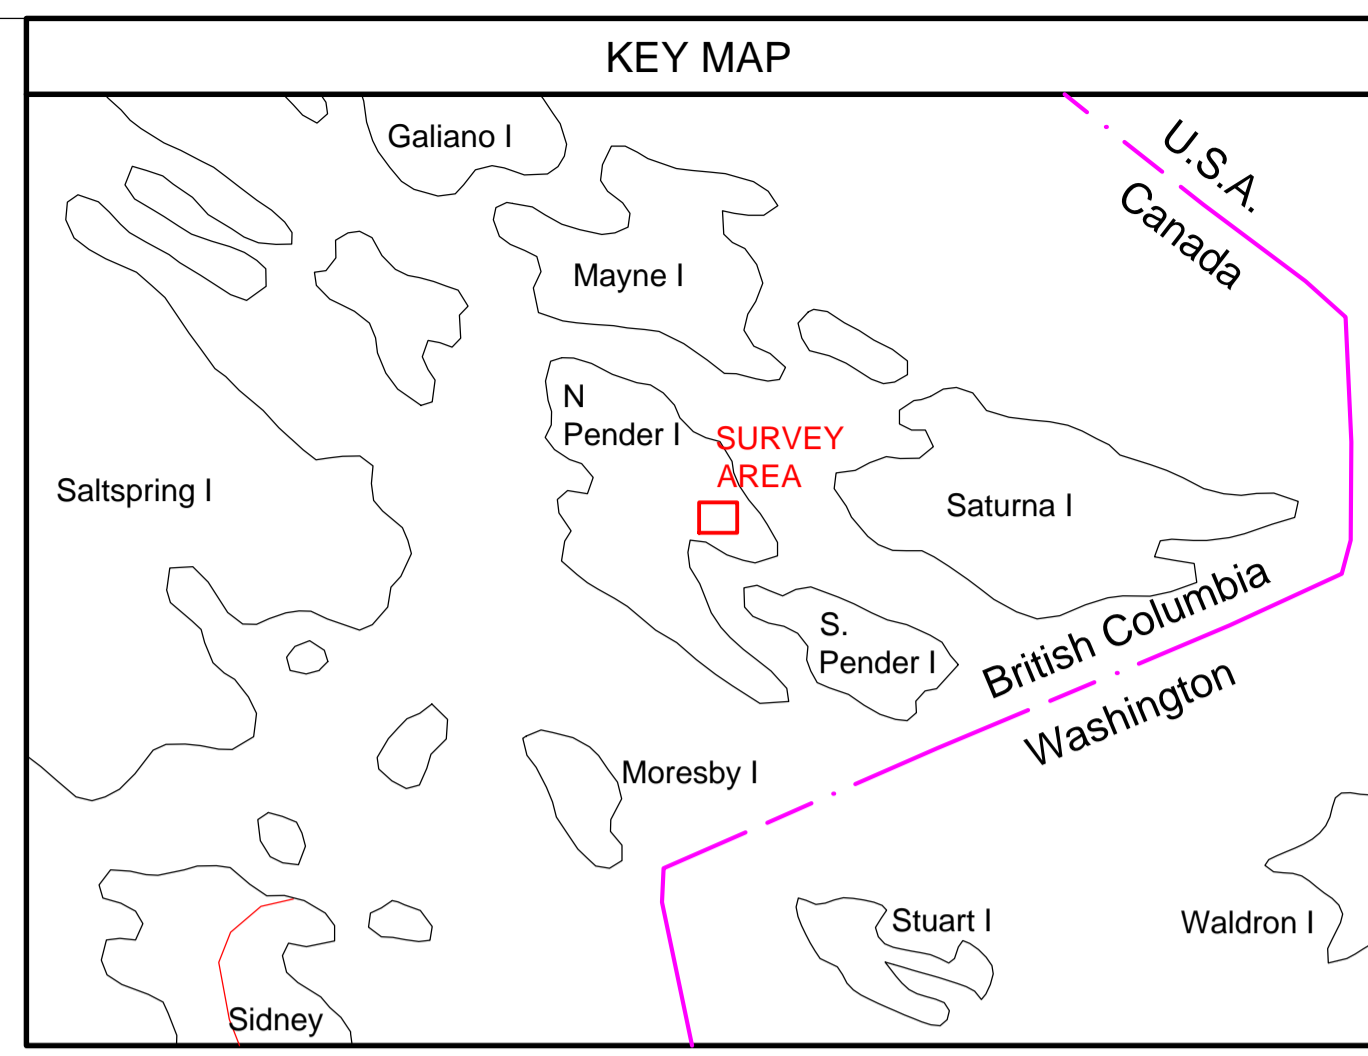 KEY MAP
Galiano I
U.S.A.
Canada
Mayne I
N
Pender I
SURVEY
AREA
Saltspring I
Saturna I
British Columbia
S.
Pender I
Washington
Moresby I
Stuart I
Waldron I
Sidney